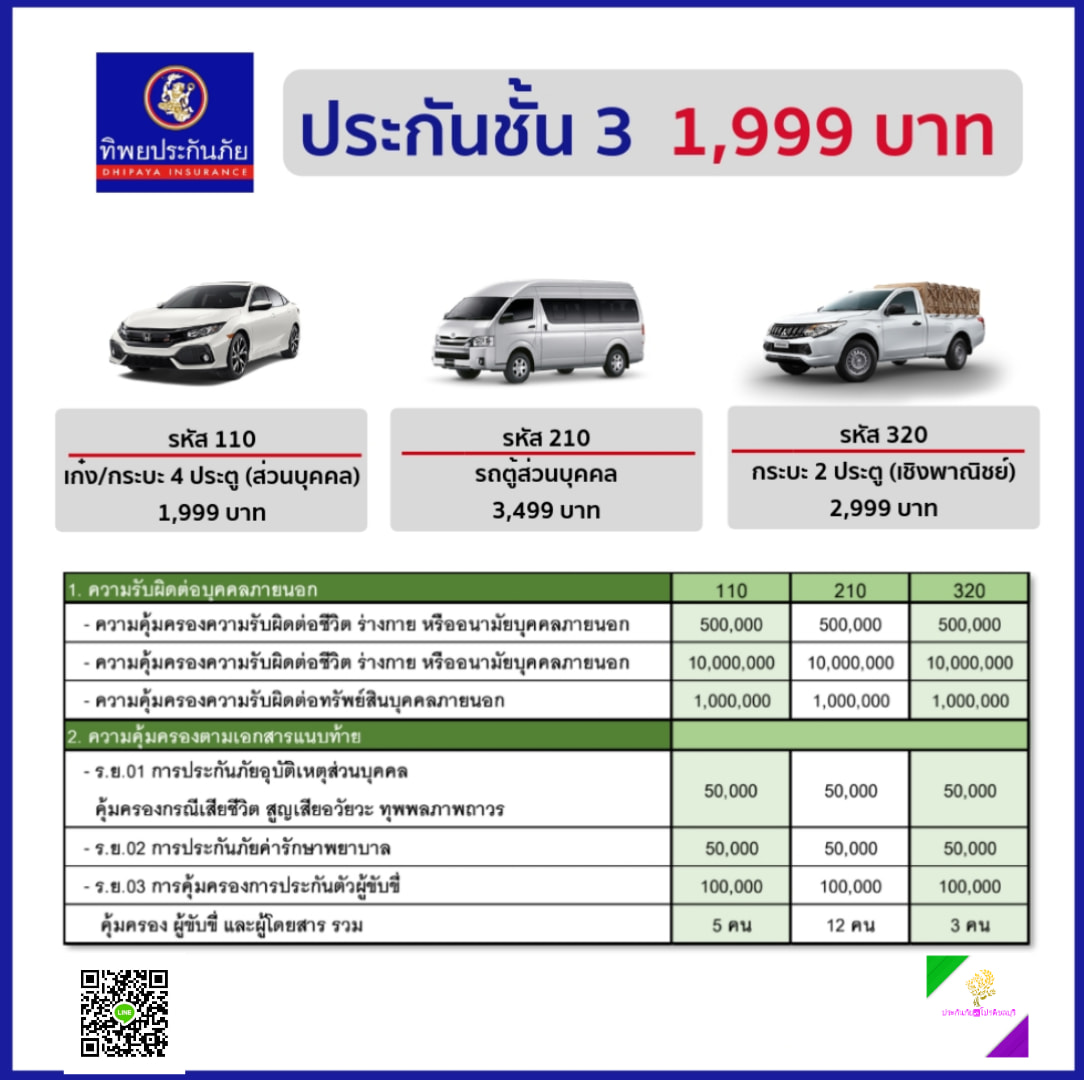 ทิพยประกันภัย
DHIPAYA INSURANCE
ประกันชั้น 3 1,999 บาท
รหัส 110
เก๋ง/กระบะ 4 ประตู (ส่วนบุคคล)
1,999 บาท
รหัส 210
รถตู้ส่วนบุคคล
3,499 บาท
รหัส 320
กระบะ 2 ประตู (เชิงพาณิชย์)
2,999 บาท
1. ความรับผิดต่อบุคคลภายนอก 110 210 320
- ความคุ้มครองความรับผิดต่อชีวิต ร่างกาย หรืออนามัยบุคคลภายนอก 500,000 500,000 500,000
- ความคุ้มครองความรับผิดต่อชีวิต ร่างกาย หรืออนามัยบุคคลภายนอก 10,000,000 10,000,000 10,000,000
- ความคุ้มครองความรับผิดต่อทรัพย์สินบุคคลภายนอก 1,000,000 1,000,000 1,000,000
2. ความคุ้มครองตามเอกสารแนบท้าย
- ร.ย.01 การประกันภัยอุบัติเหตุส่วนบุคคล
คุ้มครองกรณีเสียชีวิต สูญเสียอวัยวะ ทุพพลภาพถาวร 50,000 50,000 50,000
- ร.ย.02 การประกันภัยค่ารักษาพยาบาล 50,000 50,000 50,000
- ร.ย.03 การคุ้มครองการประกันตัวผู้ขับขี่ 100,000 100,000 100,000
คุ้มครอง ผู้ขับขี่ และผู้โดยสาร รวม 5 คน 12 คน 3 คน
LINE